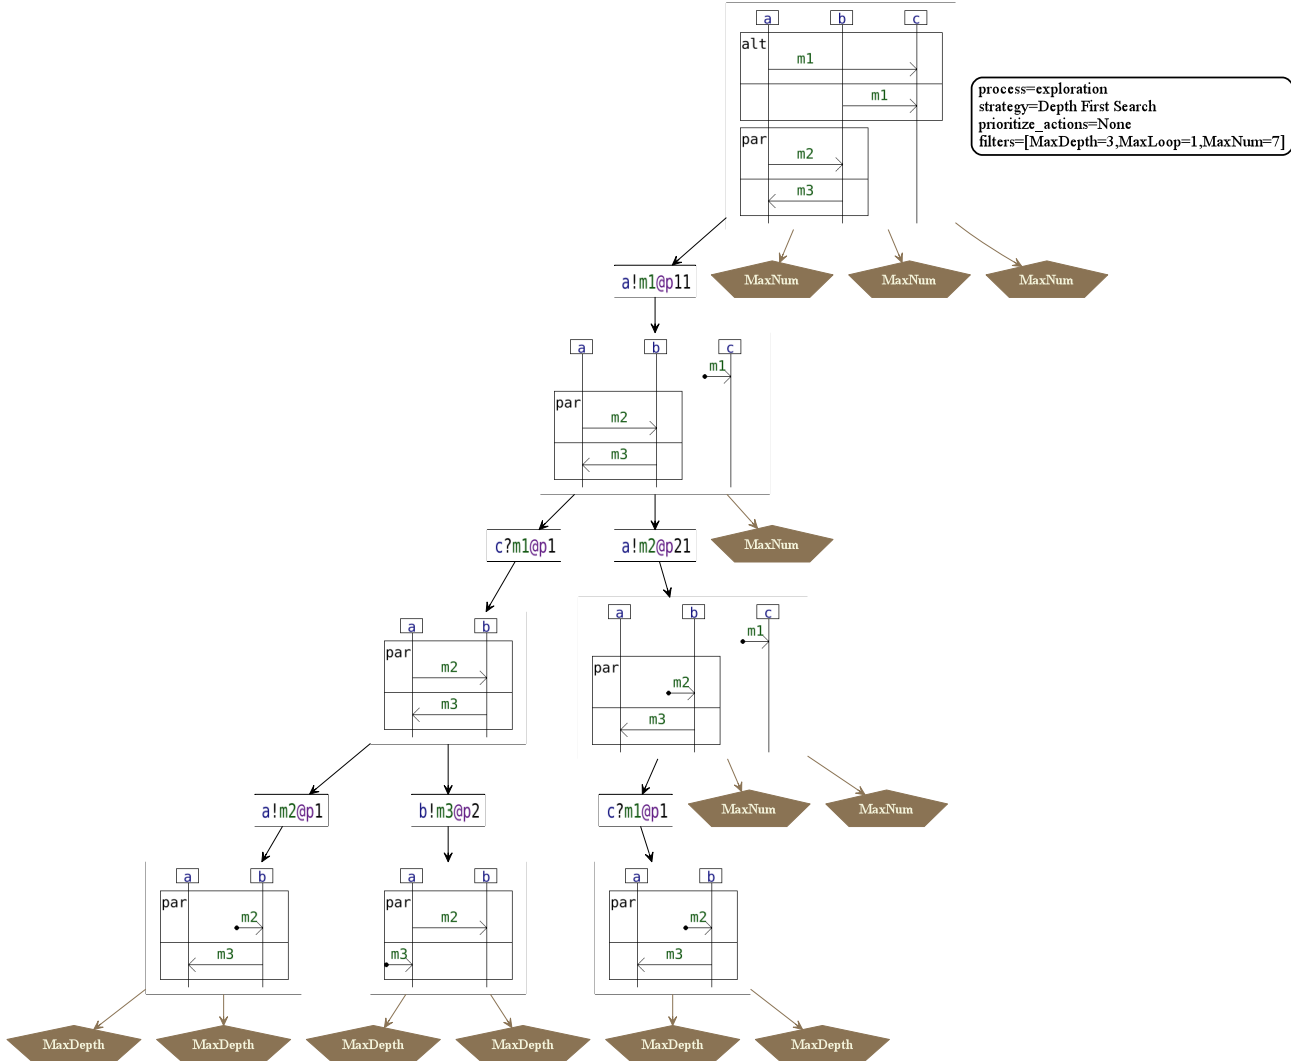 a b c
alt
m1
m1
par
m2
m3
process=exploration
strategy=Depth First Search
prioritize_actions=None
filters=[MaxDepth=3,MaxLoop=1,MaxNum=7]
a!m1@p11
MaxNum
MaxNum
MaxNum
a b c
m1
par
m2
m3
c?m1@p1
a!m2@p21
MaxNum
a b
par
m2
m3
a b c
m1
par
m2
m3
a!m2@p1
b!m3@p2
c?m1@p1
MaxNum
MaxNum
a b
par
m2
m3
a b
par
m2
m3
a b
par
m2
m3
MaxDepth
MaxDepth
MaxDepth
MaxDepth
MaxDepth
MaxDepth